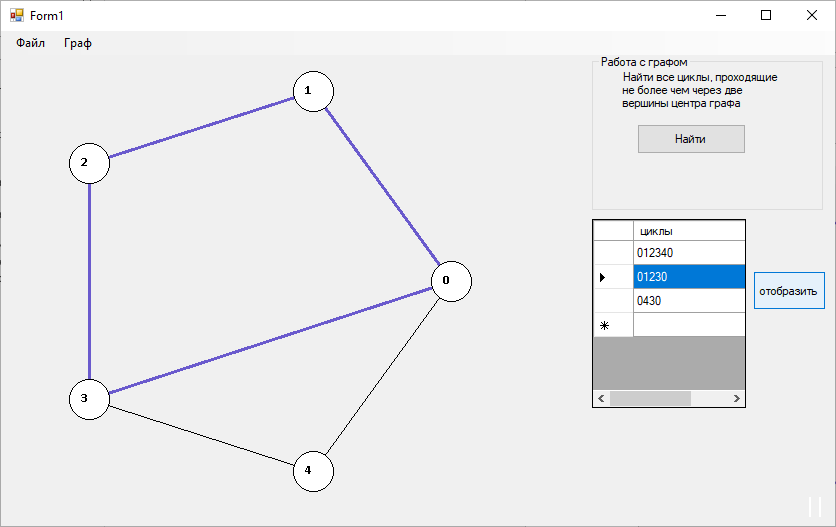 Form1
Файл Граф
Работа с графом
Найти все циклы, проходящие
не более чем через две
вершины центра графа
Найти
1
2
0
3
4
циклы
012340
01230
0430
отобразить